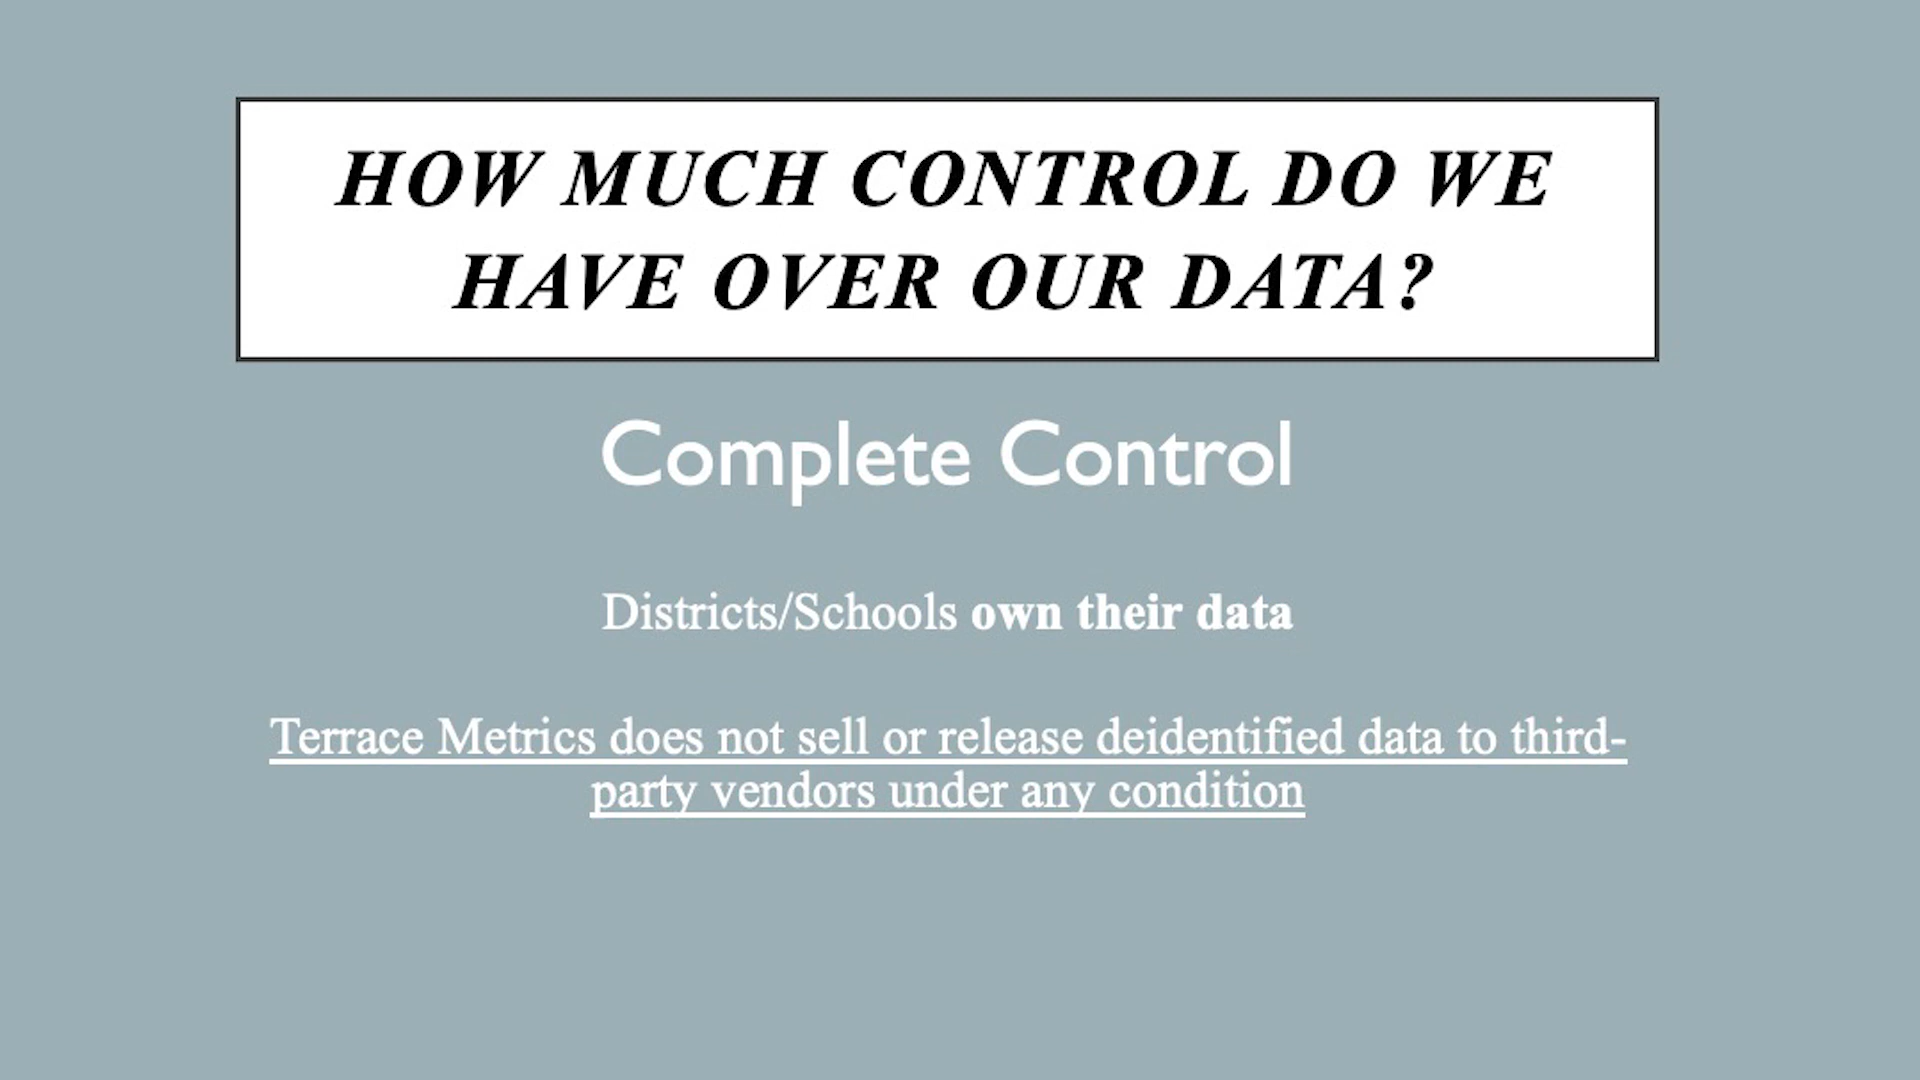 HOW MUCH CONTROL DO WE
HAVE OVER OUR DATA?
Complete Control
Districts/Schools own their data
Terrace Metrics does not sell or release deidentified data to third-
party vendors under any condition